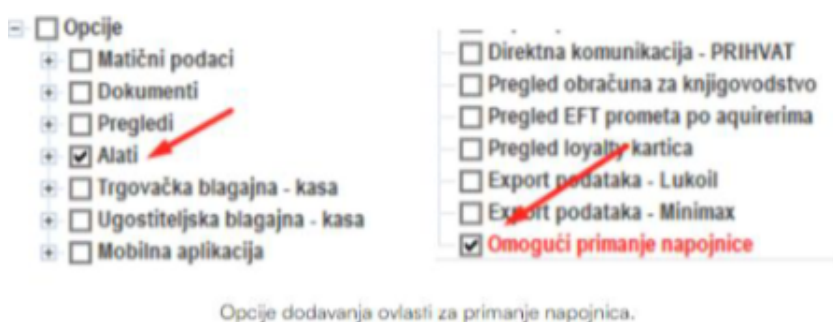 Opcije
Matični podaci
Dokumenti
Pregledi
Alati
Trgovačka blagajna - kasa
Ugostiteljska blagajna - kasa
Mobilna aplikacija
Direktna komunikacija - PRIHVAT
Pregled obračuna za knjigovodstvo
Pregled EFT prometa po aquirerima
Pregled loyalty kartica
Export podataka - Lukoil
Export podataka - Minimax
Omogući primanje napojnice
Opcije dodavanja ovlasti za primanje napojnica.